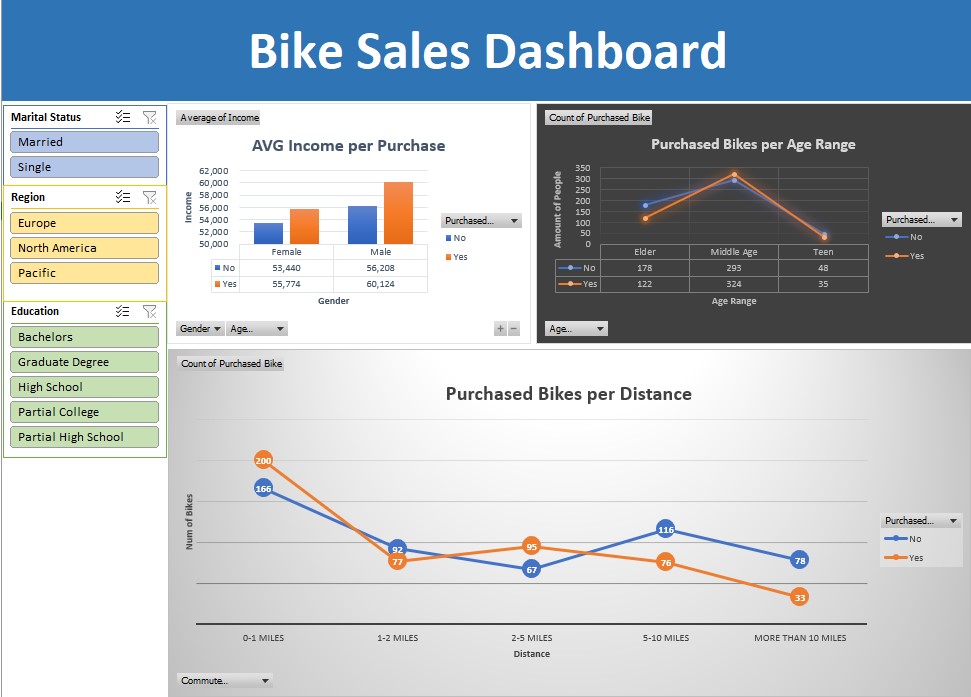 Bike Sales Dashboard
Marital Status
Married
Single
Region
Europe
North America
Pacific
Education
Bachelors
Graduate Degree
High School
Partial College
Partial High School
Average of Income
AVG Income per Purchase
Income
62,000
60,000
58,000
56,000
54,000
52,000
50,000
Female Male
No 53,440 56,208
Yes 55,774 60,124
Gender
Purchased...
No
Yes
Gender Age...
+ −
Count of Purchased Bike
Purchased Bikes per Age Range
Amount of People
350
300
250
200
150
100
50
0
Elder Middle Age Teen
No 178 293 48
Yes 122 324 35
Age Range
Purchased...
No
Yes
Age...
Count of Purchased Bike
Purchased Bikes per Distance
Num of Bikes
200 77 95 76 33
166 92 67 116 78
0-1 MILES 1-2 MILES 2-5 MILES 5-10 MILES MORE THAN 10 MILES
Distance
Purchased...
No
Yes
Commute...